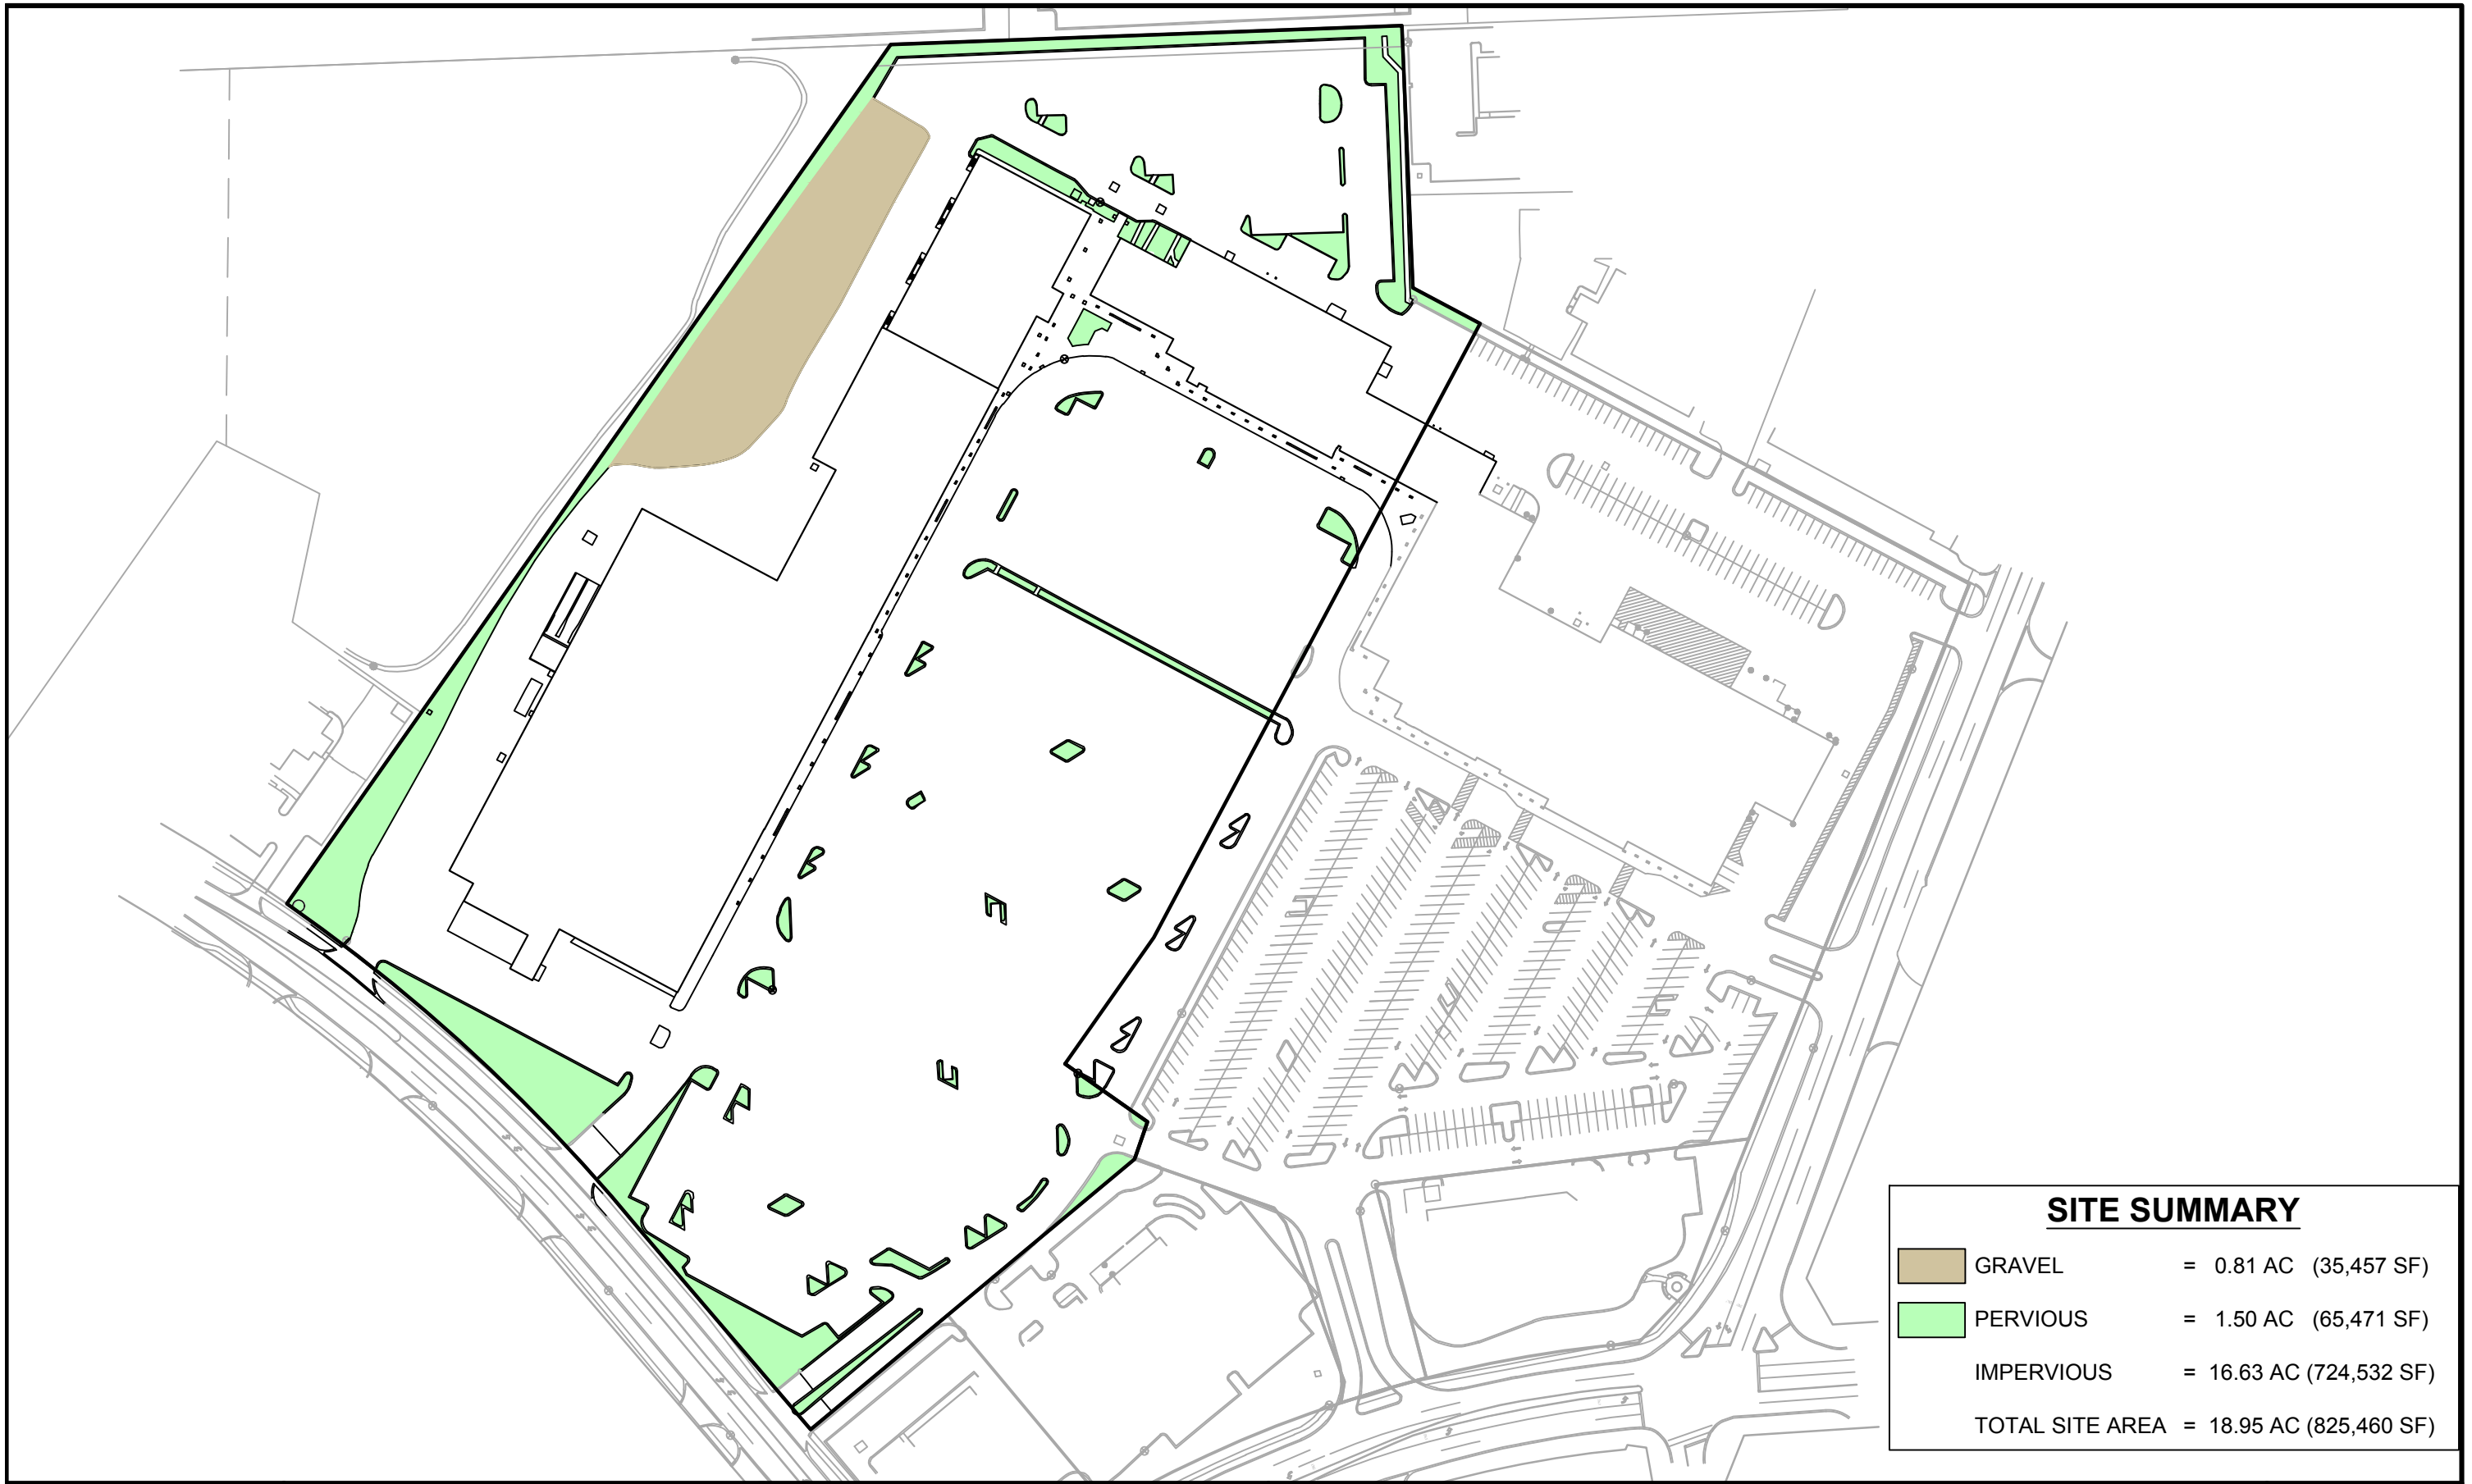 SITE SUMMARY
GRAVEL = 0.81 AC (35,457 SF)
PERVIOUS = 1.50 AC (65,471 SF)
IMPERVIOUS = 16.63 AC (724,532 SF)
TOTAL SITE AREA = 18.95 AC (825,460 SF)